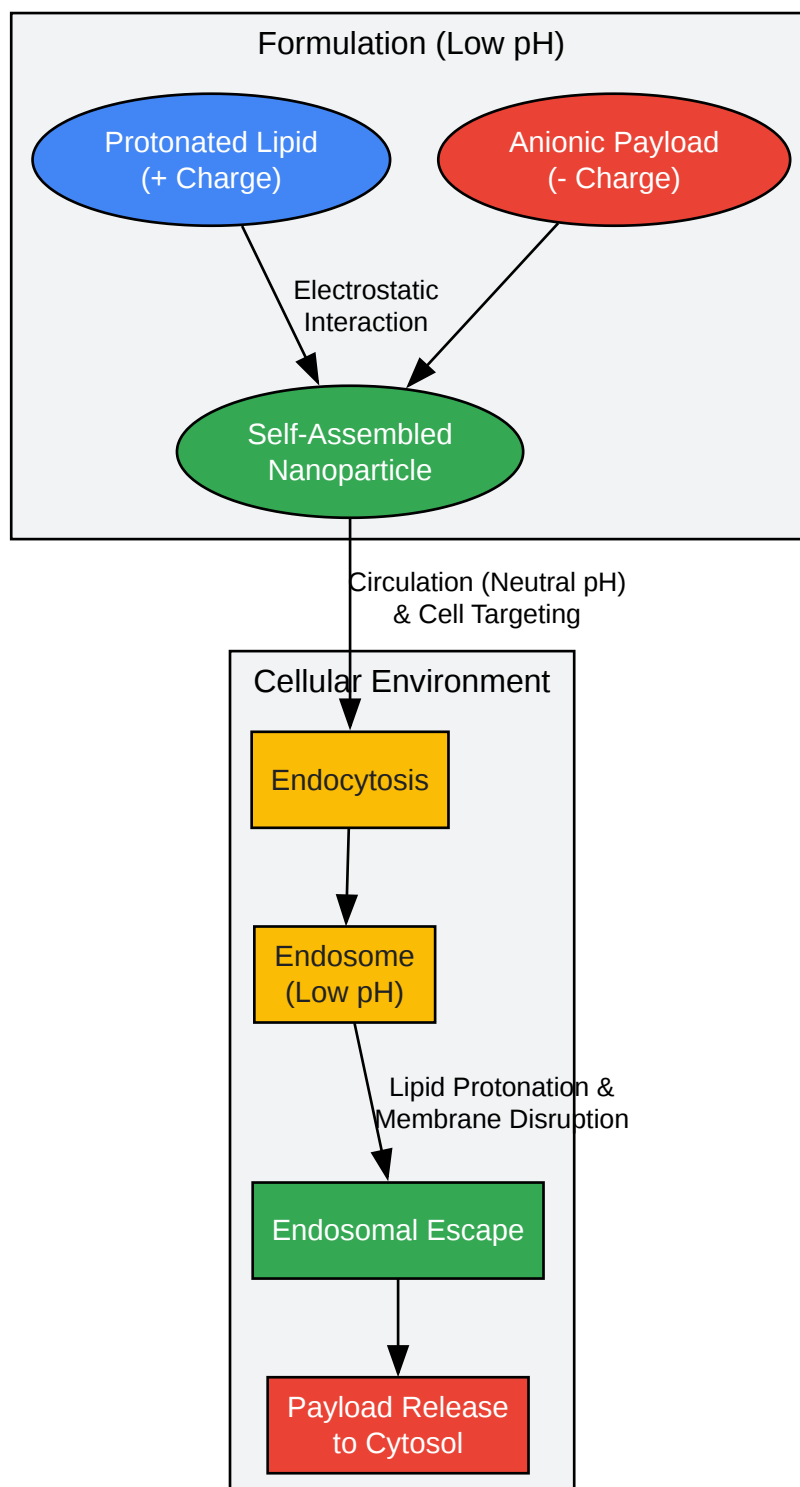 Formulation (Low pH)
Protonated Lipid
(+ Charge)
Anionic Payload
(- Charge)
Electrostatic
Interaction
Self-Assembled
Nanoparticle
Circulation (Neutral pH)
& Cell Targeting
Cellular Environment
Endocytosis
Endosome
(Low pH)
Lipid Protonation &
Membrane Disruption
Endosomal Escape
Payload Release
to Cytosol